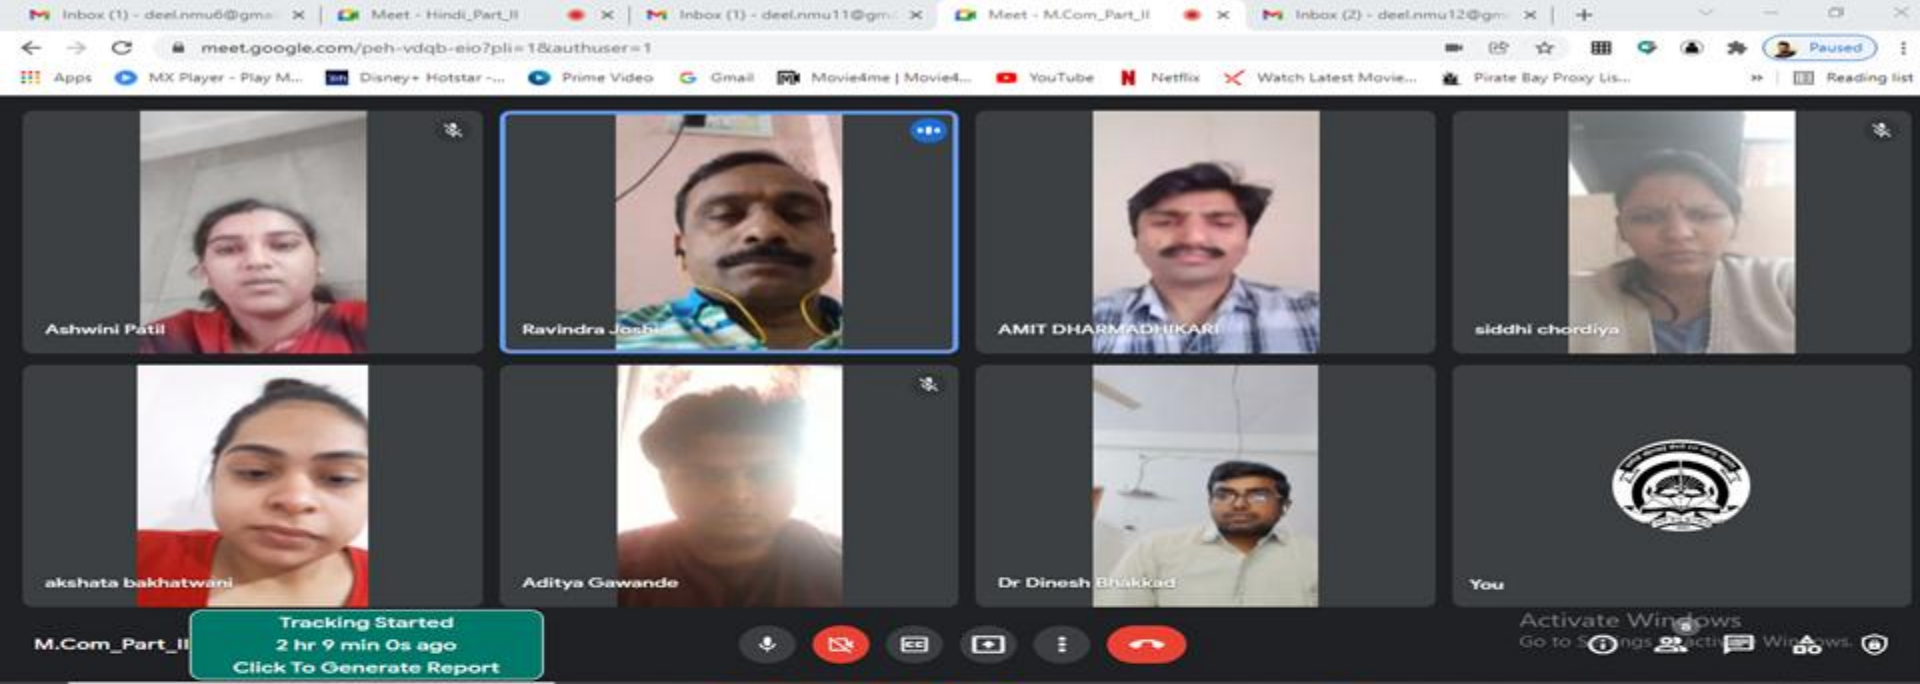 Inbox (1) - deel.nmu6@gma
Meet - Hindi_Part_II
Inbox (1) - deel.nmu11@gm
Meet - M.Com_Part_II
Inbox (2) - deel.nmu12@gm
meet.google.com/peh-vdqb-eio?pli=1&authuser=1
Paused
Apps
MX Player - Play M...
Disney+ Hotstar -...
Prime Video
Gmail
Movie4me | Movie4...
YouTube
Netflix
Watch Latest Movie...
Pirate Bay Proxy Lis...
Reading list
Ashwini Patil
Ravindra Joshi
AMIT DHARMADHIKARI
siddhi chordiya
akshata bakhatwani
Aditya Gawande
Dr Dinesh Bhakkad
You
M.Com_Part_II
Tracking Started
2 hr 9 min 0s ago
Click To Generate Report
CC
8
Activate Windows